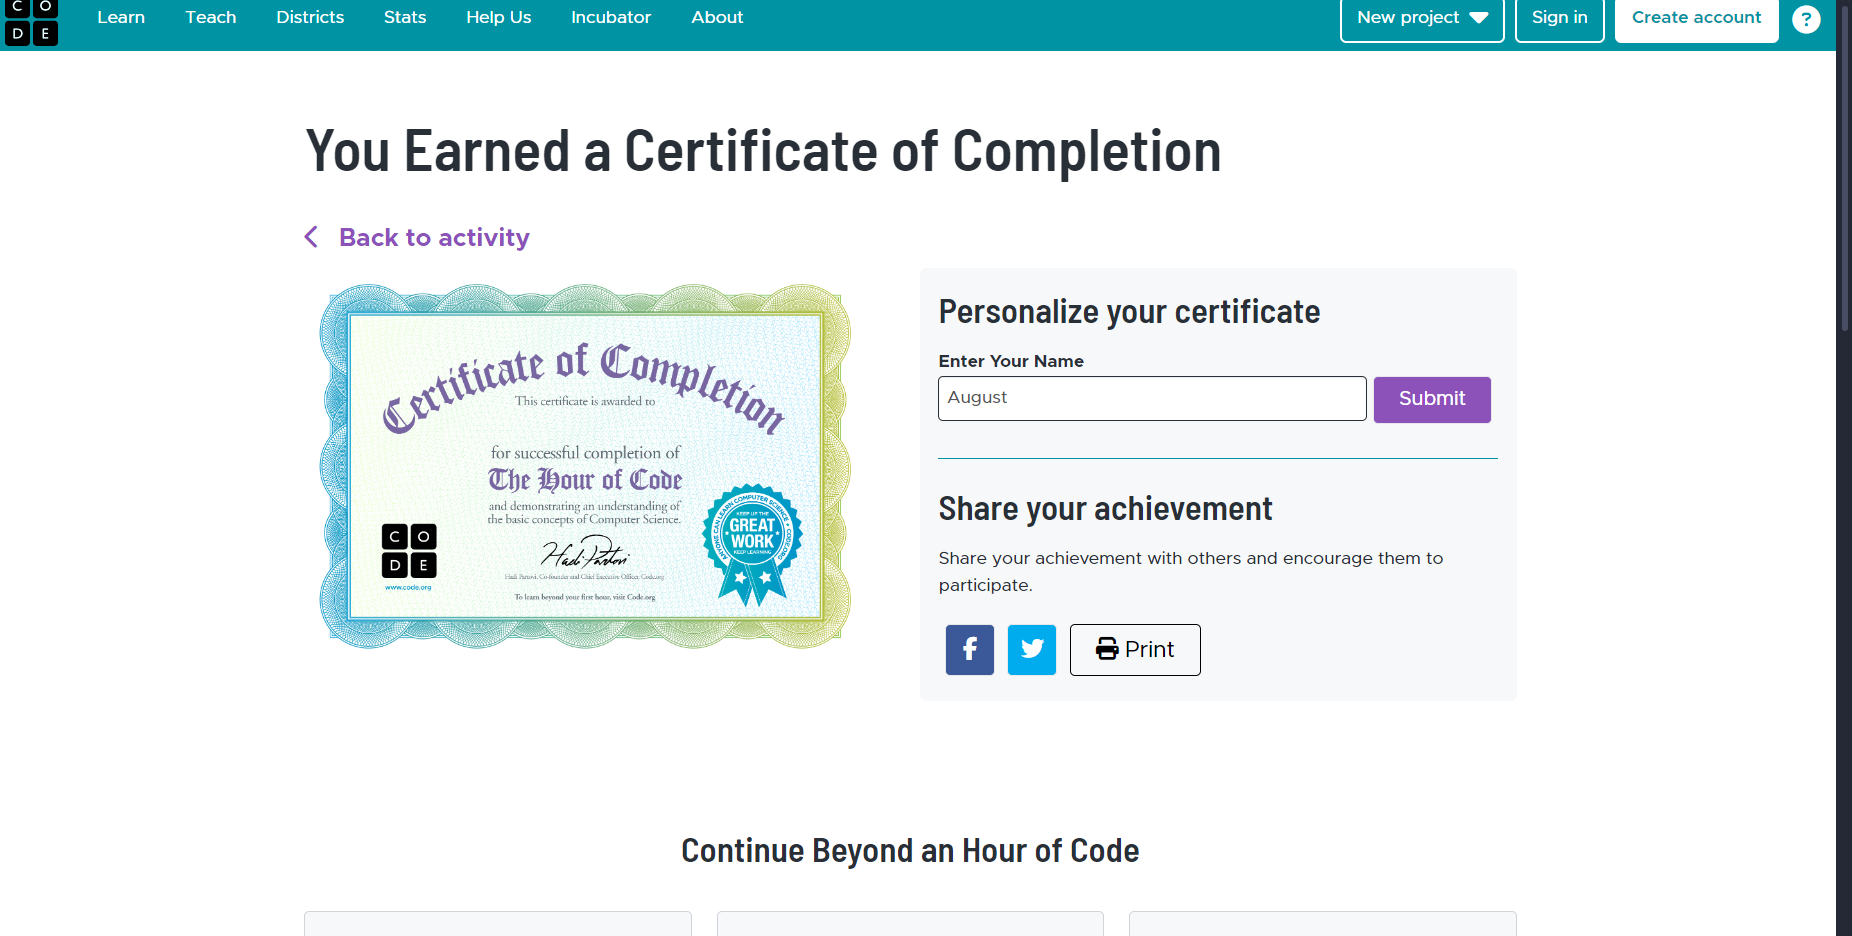 C O
D E
Learn
Teach
Districts
Stats
Help Us
Incubator
About
New project
Sign in
Create account
?
You Earned a Certificate of Completion
Back to activity
Certificate of Completion
This certificate is awarded to
for successful completion of
The Hour of Code
and demonstrating an understanding of
the basic concepts of Computer Science.
C O
D E
www.code.org
Hadi Partovi
Hadi Partovi, Co-founder and Chief Executive Officer, Code.org
To learn beyond your first hour, visit Code.org
ANYONE CAN LEARN COMPUTER SCIENCE • CODE.ORG •
KEEP UP THE
GREAT
WORK
KEEP LEARNING
Personalize your certificate
Enter Your Name
August
Submit
Share your achievement
Share your achievement with others and encourage them to
participate.
Print
Continue Beyond an Hour of Code